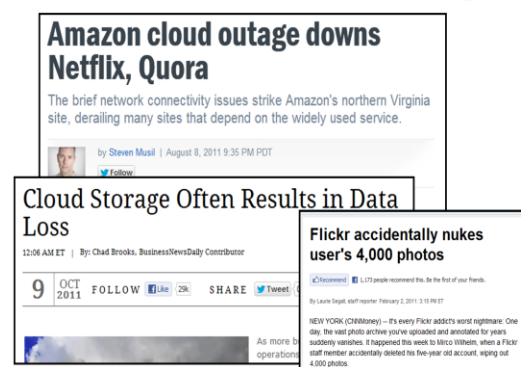 Amazon cloud outage downs
Netflix, Quora
The brief network connectivity issues strike Amazon's northern Virginia
site, derailing many sites that depend on the widely used service.
by Steven Musil | August 8, 2011 9:35 PM PDT
Follow
Cloud Storage Often Results in Data
Loss
12:06 AM ET | By: Chad Brooks, BusinessNewsDaily Contributor
9 OCT 2011 FOLLOW Like 29k SHARE Tweet
As more
operations
Flickr accidentally nukes
user's 4,000 photos
Recommend 1,173 people recommend this. Be the first of your friends.
By Laurie Segall, staff reporter February 2, 2011: 3:15 PM ET
NEW YORK (CNNMoney) -- It's every Flickr addict's worst nightmare: One
day, the vast photo archive you've uploaded and annotated for years
suddenly vanishes. It happened this week to Mirco Wilhelm, when a Flickr
staff member accidentally deleted his five-year old account, wiping out
4,000 photos.